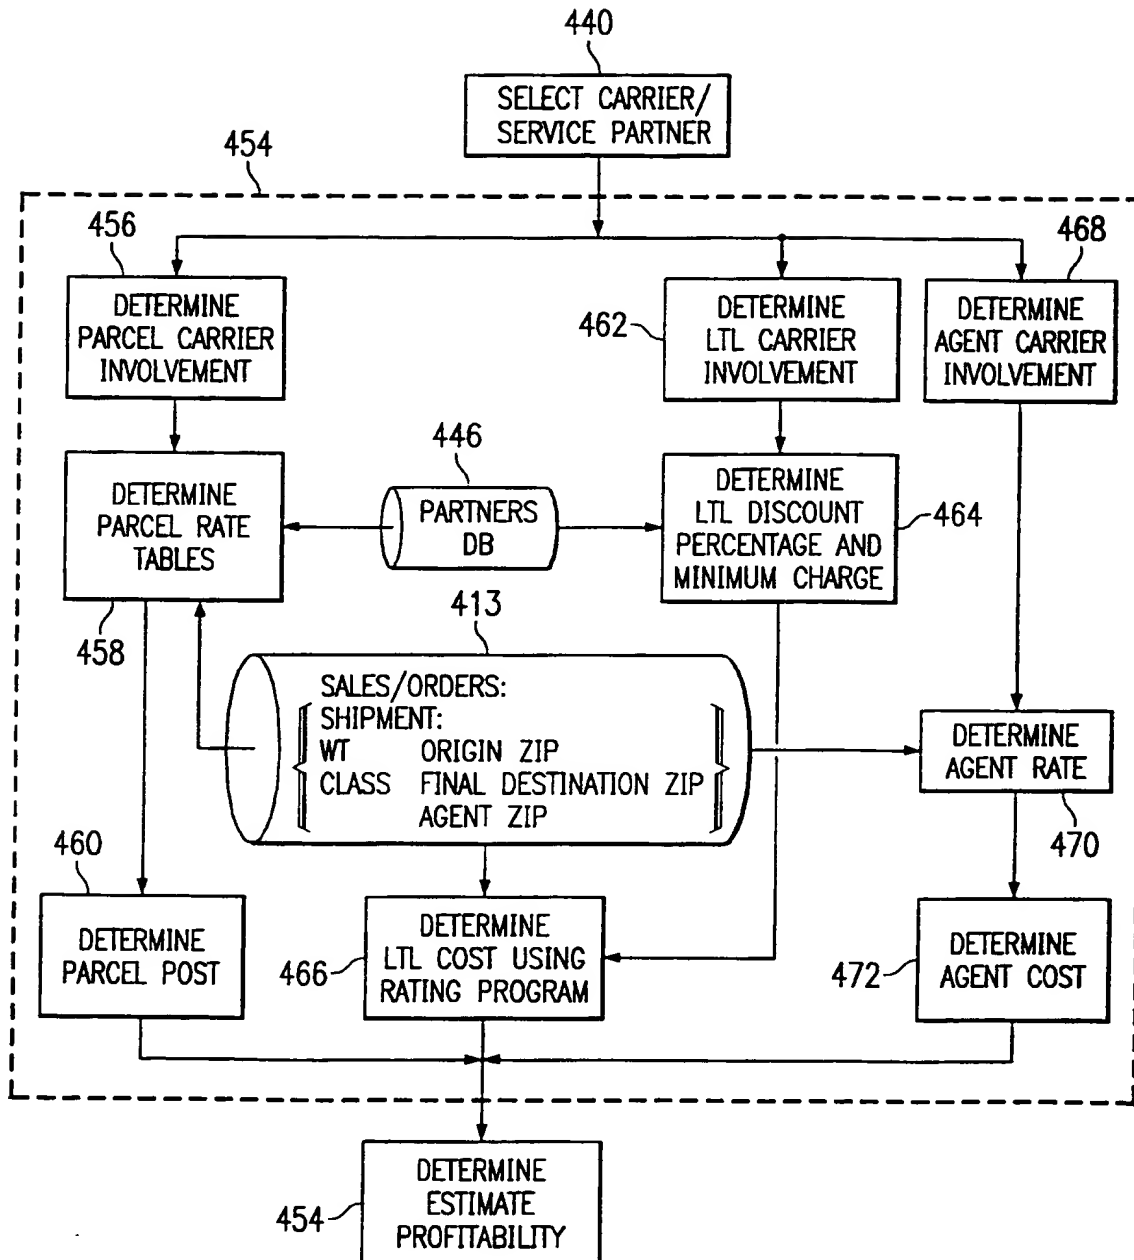 440
SELECT CARRIER/
SERVICE PARTNER
454
456
DETERMINE
PARCEL CARRIER
INVOLVEMENT
462
DETERMINE
LTL CARRIER
INVOLVEMENT
468
DETERMINE
AGENT CARRIER
INVOLVEMENT
DETERMINE
PARCEL RATE
TABLES
458
446
PARTNERS
DB
DETERMINE
LTL DISCOUNT
PERCENTAGE AND
MINIMUM CHARGE
464
413
SALES/ORDERS:
SHIPMENT:
WT ORIGIN ZIP
CLASS FINAL DESTINATION ZIP
AGENT ZIP
DETERMINE
AGENT RATE
470
460
DETERMINE
PARCEL POST
466
DETERMINE
LTL COST USING
RATING PROGRAM
472
DETERMINE
AGENT COST
454
DETERMINE
ESTIMATE
PROFITABILITY